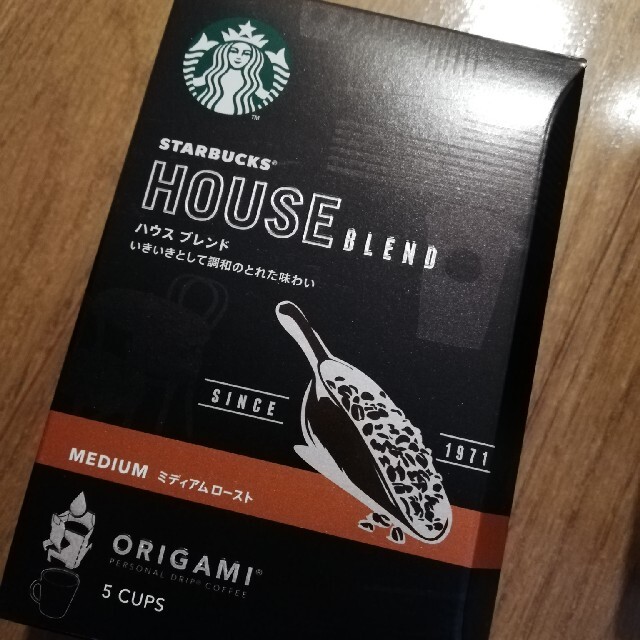 TM
STARBUCKS®
HOUSE BLEND
ハウス ブレンド
いきいきとして調和のとれた味わい
SINCE 1971
MEDIUM ミディアムロースト
ORIGAMI®
PERSONAL DRIP® COFFEE
5 CUPS